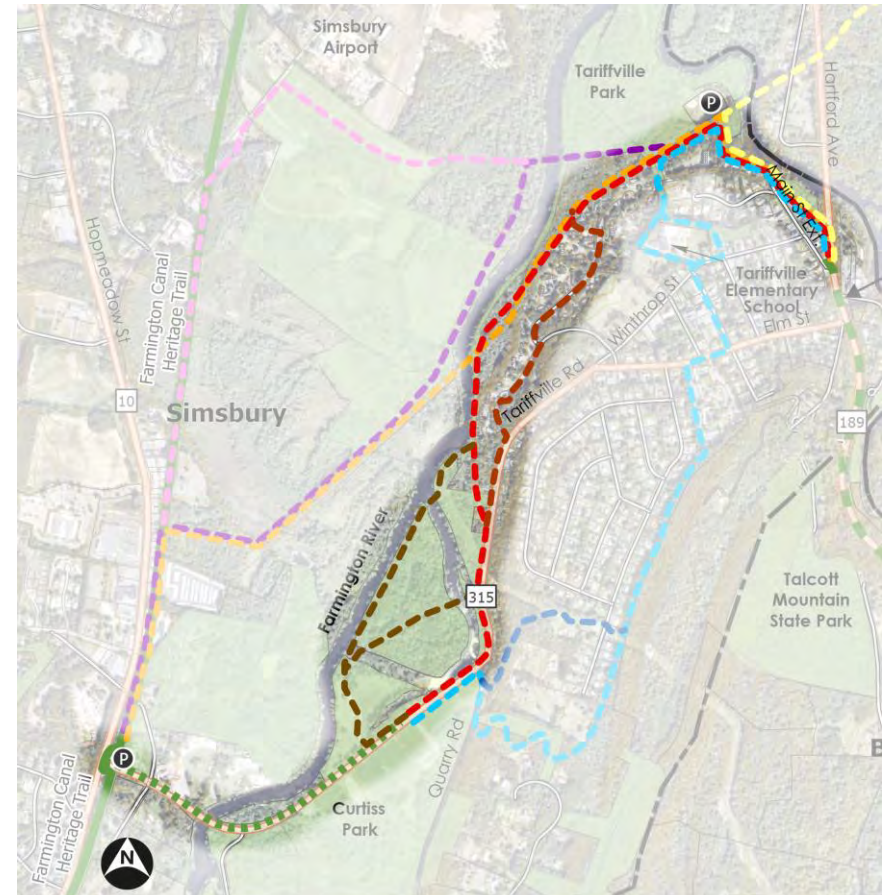 Simsbury
Airport
Tariffville
Park
P
Hartford Ave
Main St Ext
Hopmeadow St
Farmington Canal
Heritage Trail
Tariffville
Elementary
School
Winthrop St
Elm St
Tariffville Rd
10
Simsbury
189
Farmington River
315
Talcott
Mountain
State Park
B
P
Quarry Rd
Curtiss
Park
Farmington Canal
Heritage Trail
N